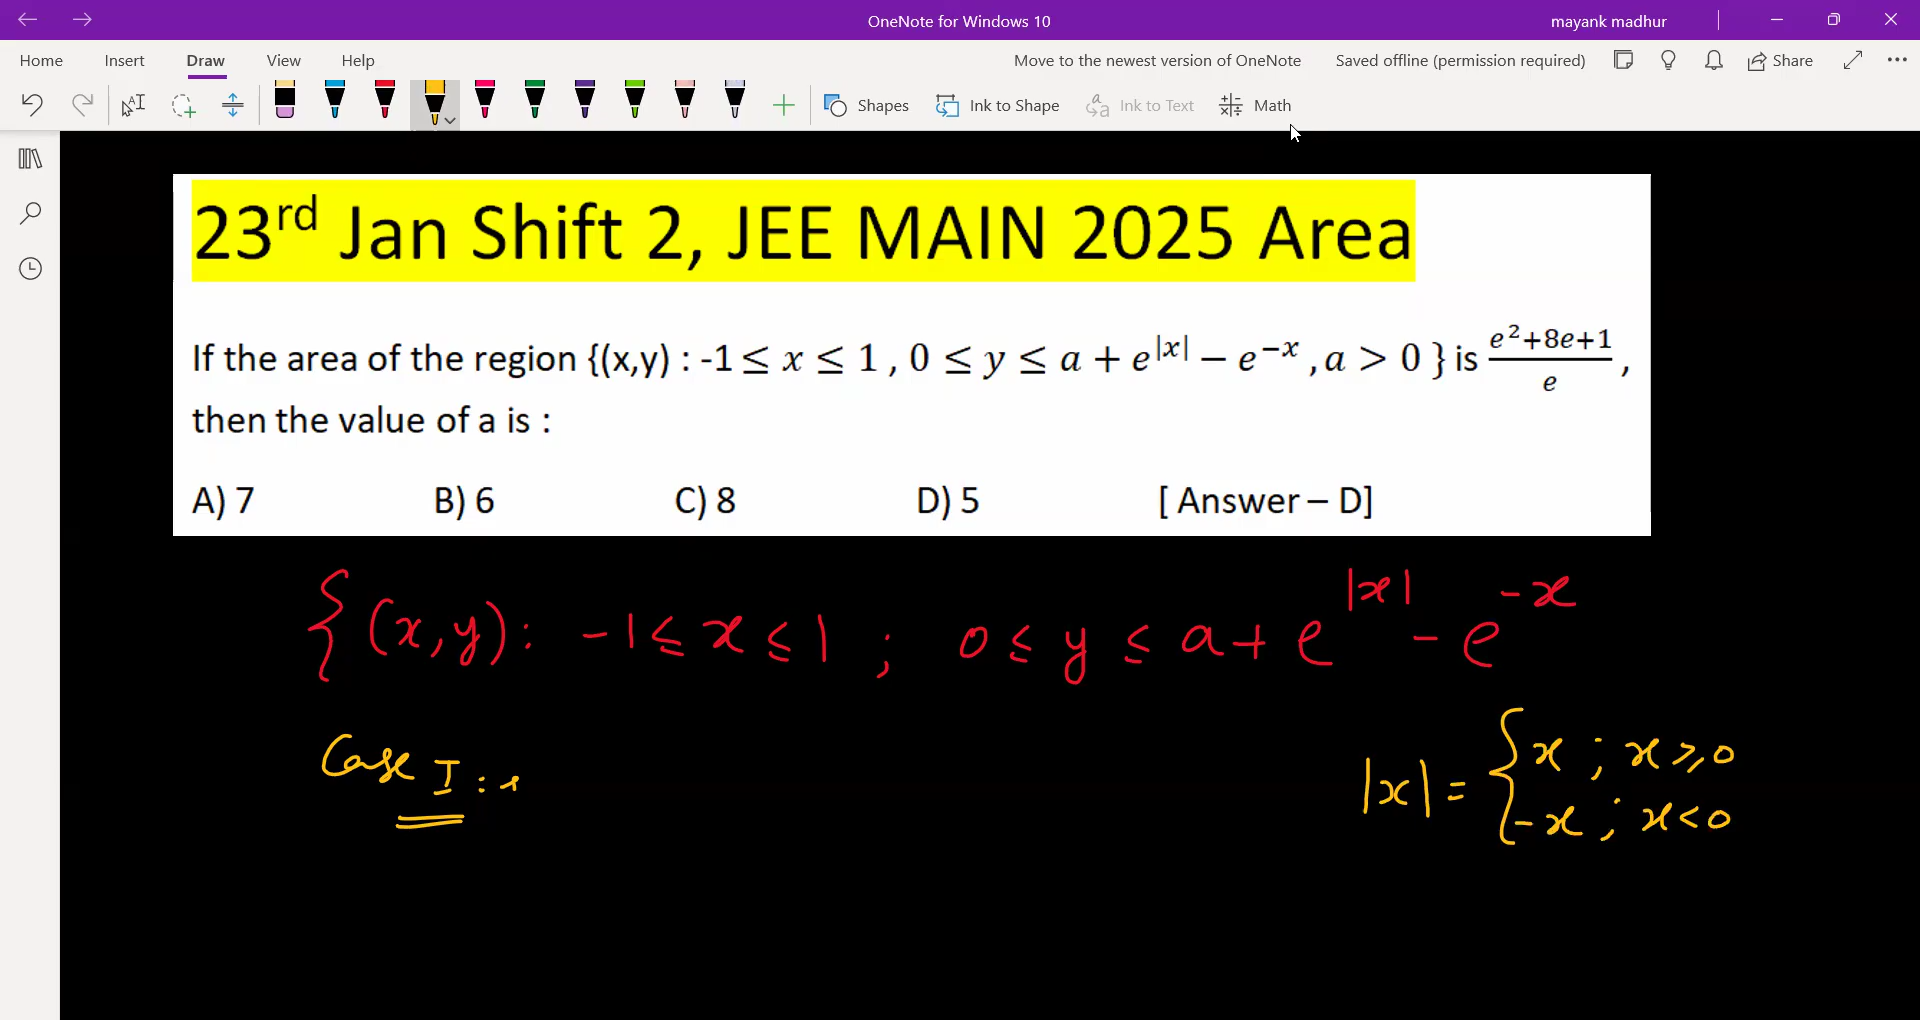 OneNote for Windows 10
mayank madhur
Home Insert Draw View Help
Move to the newest version of OneNote Saved offline (permission required) Share
Shapes Ink to Shape Ink to Text Math
23rd Jan Shift 2, JEE MAIN 2025 Area
If the area of the region {(x,y) : -1 ≤ x ≤ 1 , 0 ≤ y ≤ a + e^|x| − e^−x , a > 0 } is (e^2+8e+1)/e ,
then the value of a is :
A) 7 B) 6 C) 8 D) 5 [ Answer – D]
{ (x,y): -1 ≤ x ≤ 1 ; 0 ≤ y ≤ a + e^|x| - e^-x
Case I :
|x| = { x ; x ≥ 0
-x ; x < 0